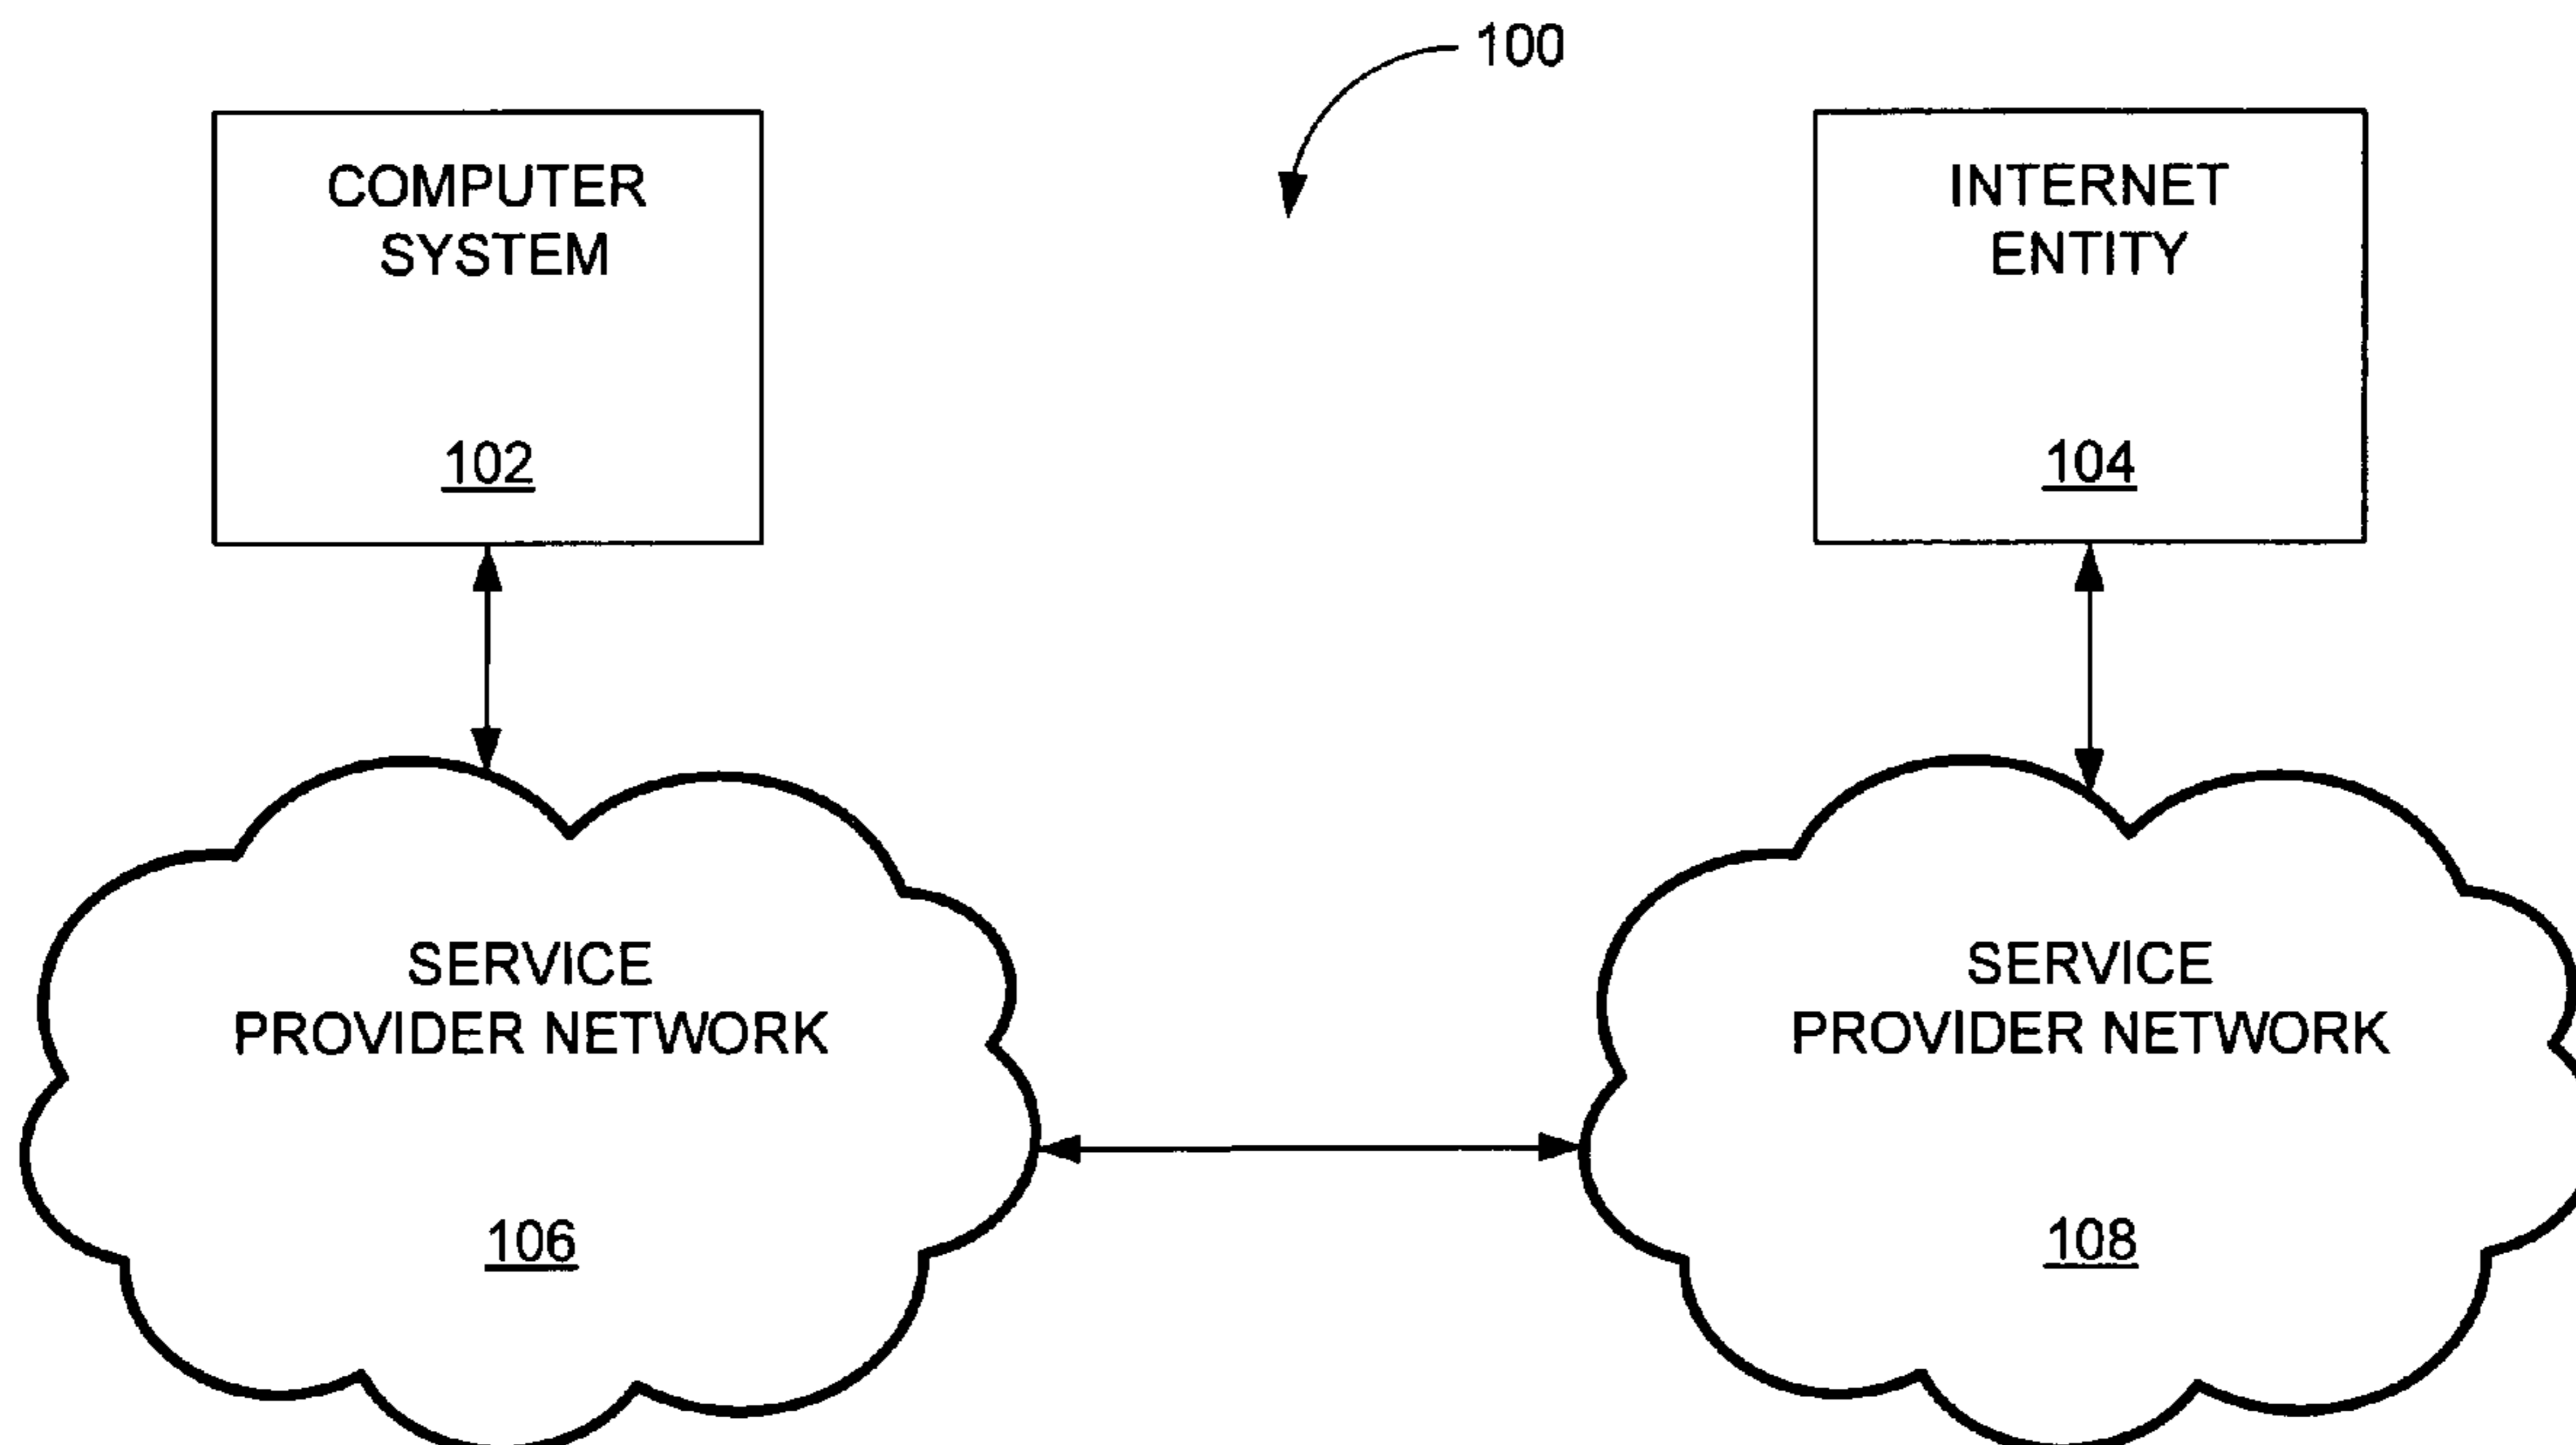 100
COMPUTER
SYSTEM
102
INTERNET
ENTITY
104
SERVICE
PROVIDER NETWORK
106
SERVICE
PROVIDER NETWORK
108